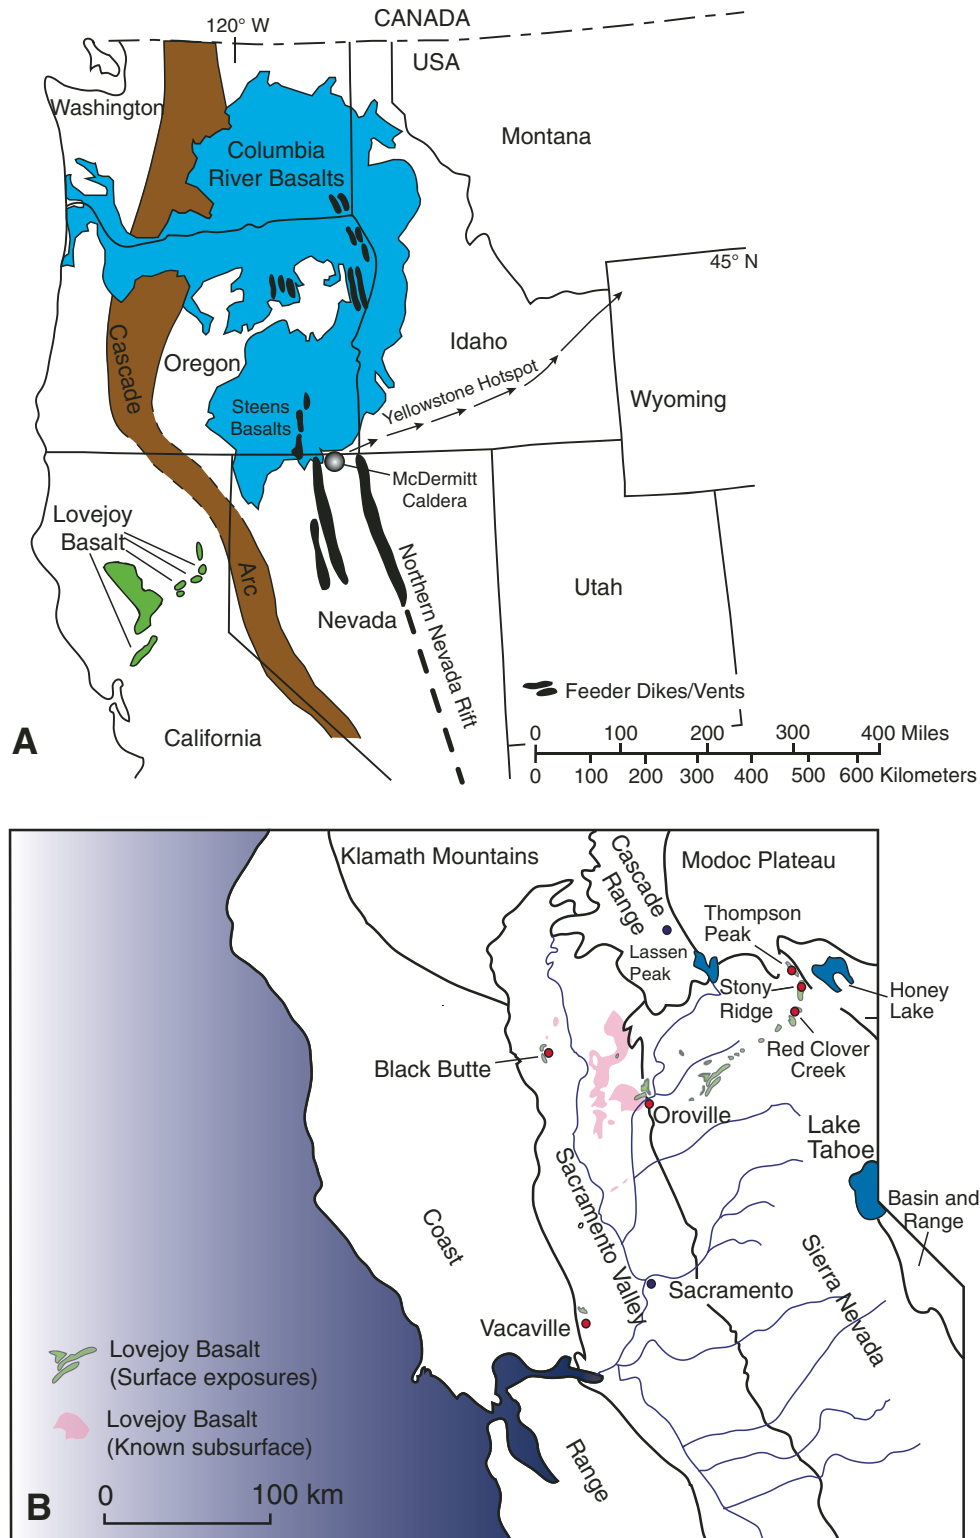 120° W
CANADA
USA
Washington
Montana
Columbia
River Basalts
45° N
Cascade
Oregon
Idaho
Yellowstone Hotspot
Wyoming
Steens
Basalts
McDermitt
Caldera
Lovejoy
Basalt
Arc
Northern Nevada Rift
Utah
Nevada
Feeder Dikes/Vents
California
A
0 100 200 300 400 Miles
0 100 200 300 400 500 600 Kilometers
Klamath Mountains
Cascade
Range
Modoc Plateau
Thompson
Peak
Lassen
Peak
Stony
Ridge
Honey
Lake
Black Butte
Red Clover
Creek
Oroville
Lake
Tahoe
Sacramento Valley
Basin and
Range
Coast
Sacramento
Sierra Nevada
Vacaville
Lovejoy Basalt
(Surface exposures)
Lovejoy Basalt
(Known subsurface)
Range
B
0 100 km